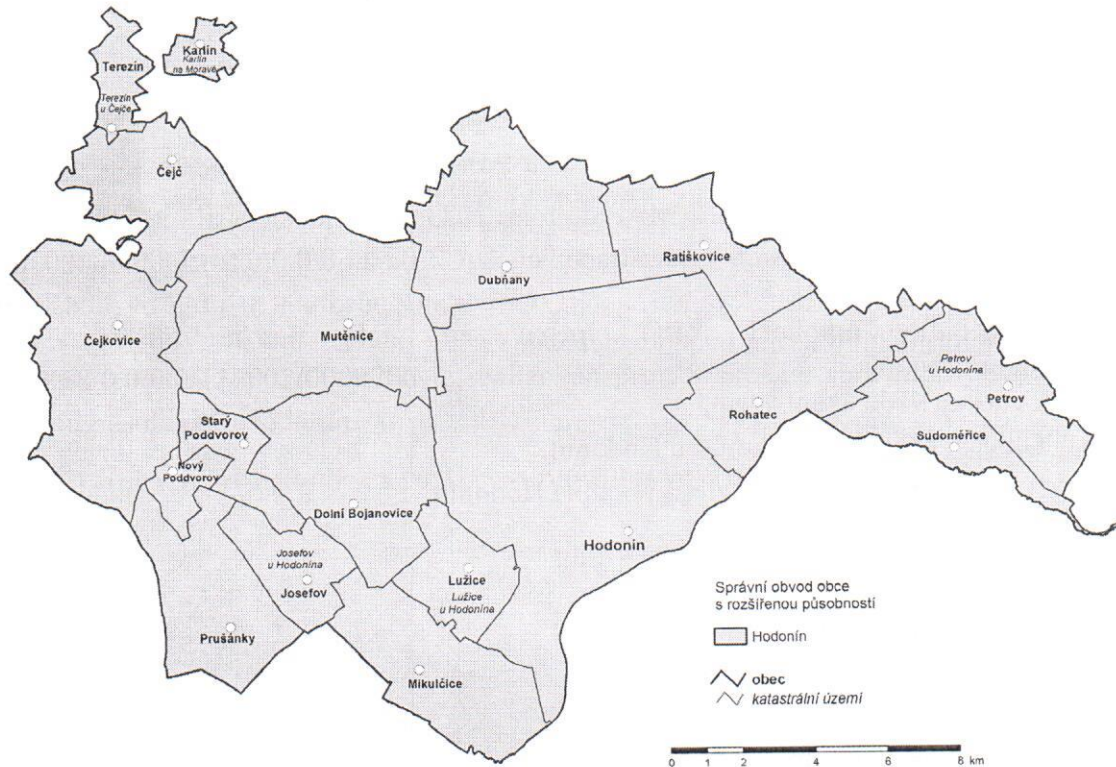 Karlín
Karlín
na Moravě
Terezín
Terezín
u Čejče
Čejč
Ratíškovice
Dubňany
Čejkovice
Mutěnice
Petrov
u Hodonína
Petrov
Rohatec
Starý
Poddvorov
Sudoměřice
Nový
Poddvorov
Dolní Bojanovice
Hodonín
Josefov
u Hodonína
Josefov
Lužice
Lužice
u Hodonína
Prušánky
Mikulčice
Správní obvod obce
s rozšířenou působností
Hodonín
obec
katastrální území
0 1 2 4 6 8 km